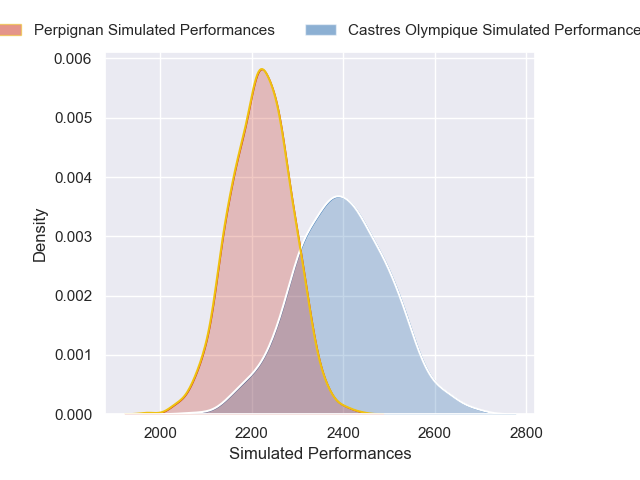 Perpignan Simulated Performances Castres Olympique Simulated Performance
0.006
0.005
0.004
0.003
0.002
0.001
0.000
Density
2000 2200 2400 2600 2800
Simulated Performances